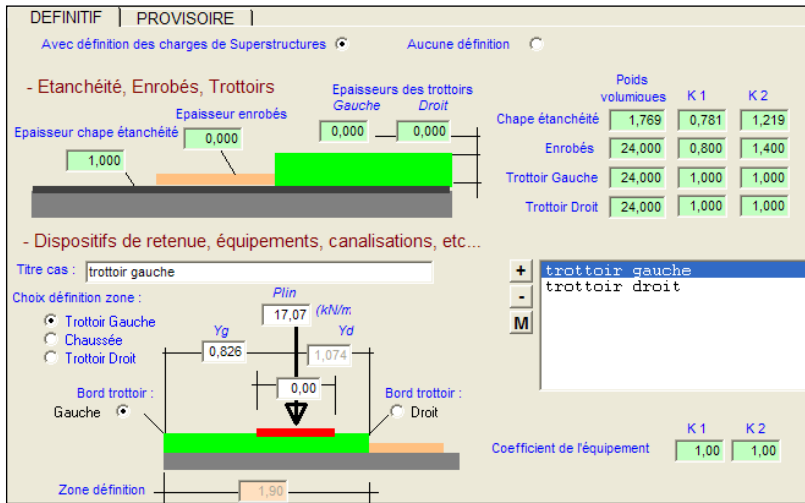 DEFINITIF PROVISOIRE
Avec définition des charges de Superstructures Aucune définition
- Etanchéité, Enrobés, Trottoirs
Epaisseurs des trottoirs
Gauche Droit
Epaisseur enrobés
Epaisseur chape étanchéité
0,000 0,000 0,000
1,000
Poids volumiques K 1 K 2
Chape étanchéité 1,769 0,781 1,219
Enrobés 24,000 0,800 1,400
Trottoir Gauche 24,000 1,000 1,000
Trottoir Droit 24,000 1,000 1,000
- Dispositifs de retenue, équipements, canalisations, etc...
Titre cas : trottoir gauche
Choix définition zone :
Trottoir Gauche
Chaussée
Trottoir Droit
Plin
17,07 (kN/m
Yg Yd
0,826 1,074
0,00
Bord trottoir : Bord trottoir :
Gauche Droit
Zone définition 1,90
+
-
M
trottoir gauche
trottoir droit
K 1 K 2
Coefficient de l'équipement 1,00 1,00